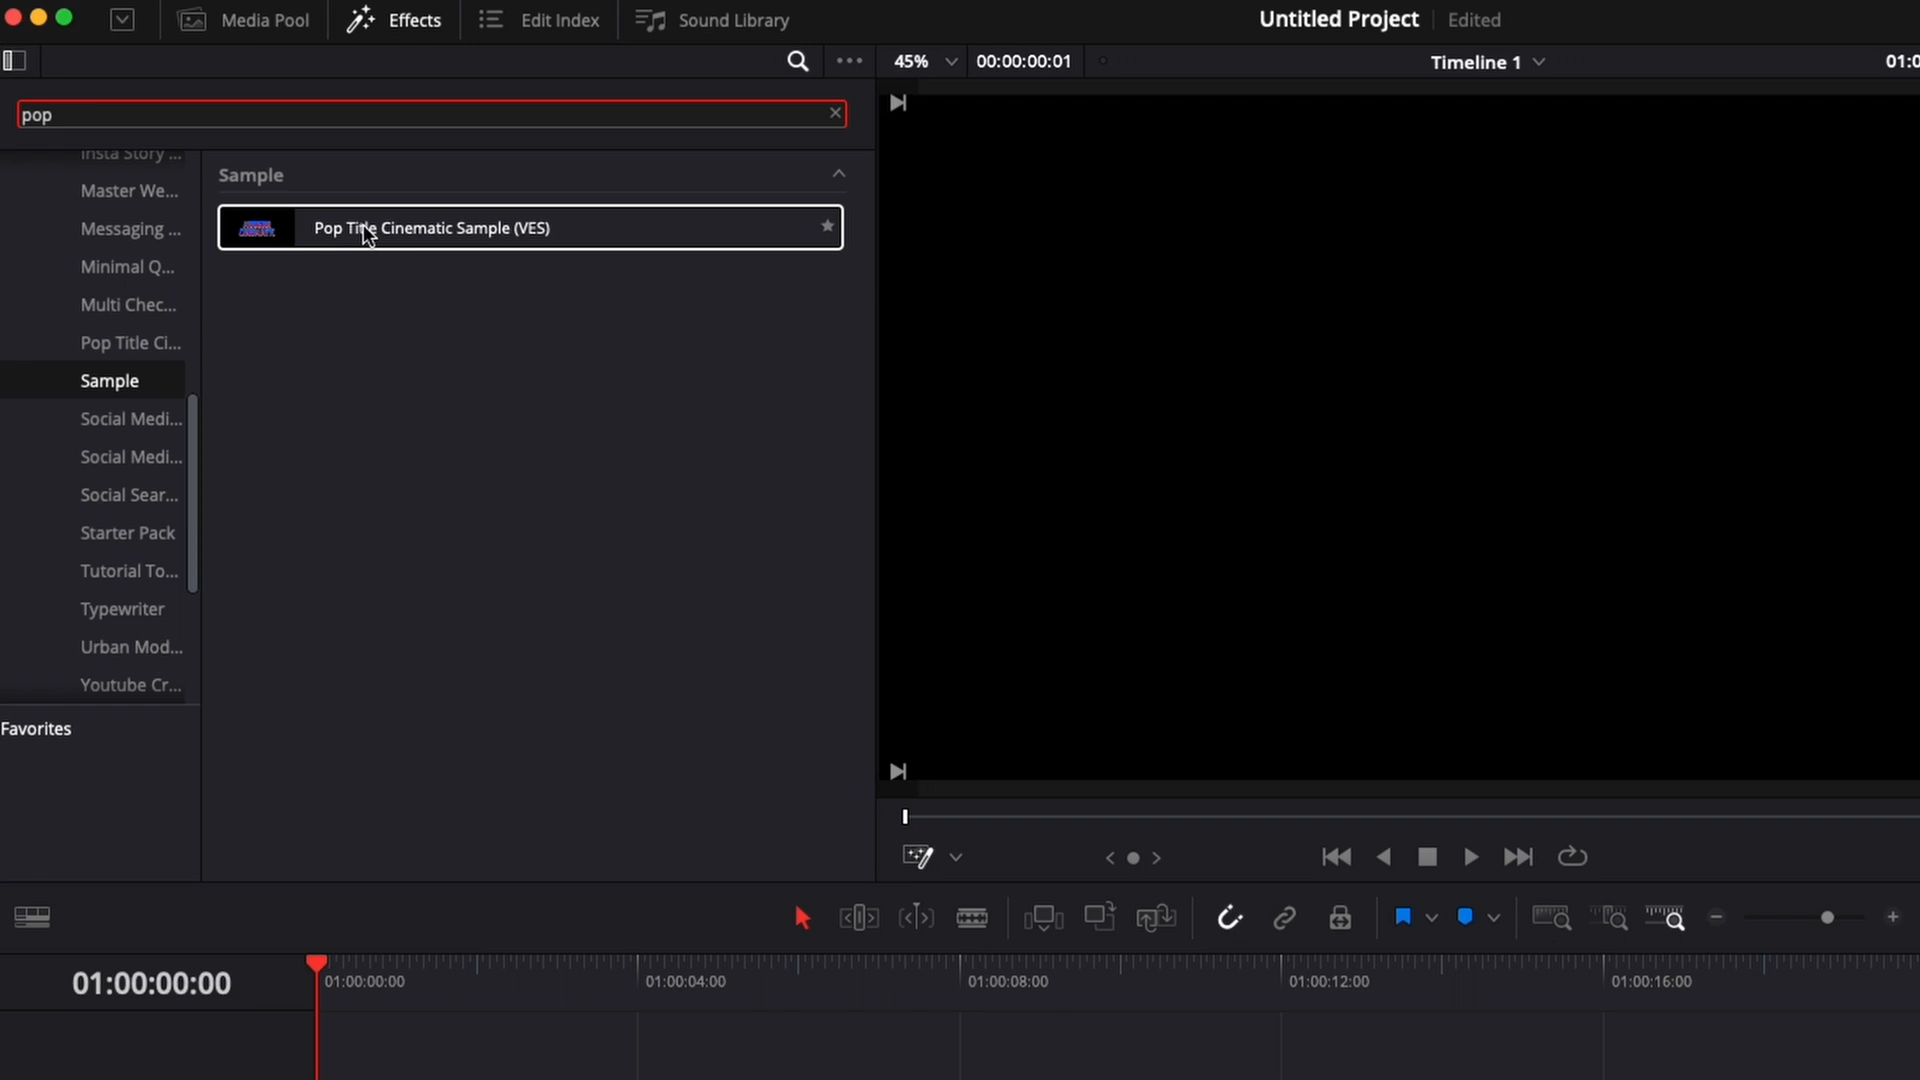 Media Pool
Effects
Edit Index
Sound Library
Untitled Project
Edited
45%
00:00:00:01
Timeline 1
01:0
pop
Insta Story ...
Master We...
Messaging ...
Minimal Q...
Multi Chec...
Pop Title Ci...
Sample
Social Medi...
Social Medi...
Social Sear...
Starter Pack
Tutorial To...
Typewriter
Urban Mod...
Youtube Cr...
Favorites
Sample
Pop Title Cinematic Sample (VES)
01:00:00:00
01:00:00:00
01:00:04:00
01:00:08:00
01:00:12:00
01:00:16:00